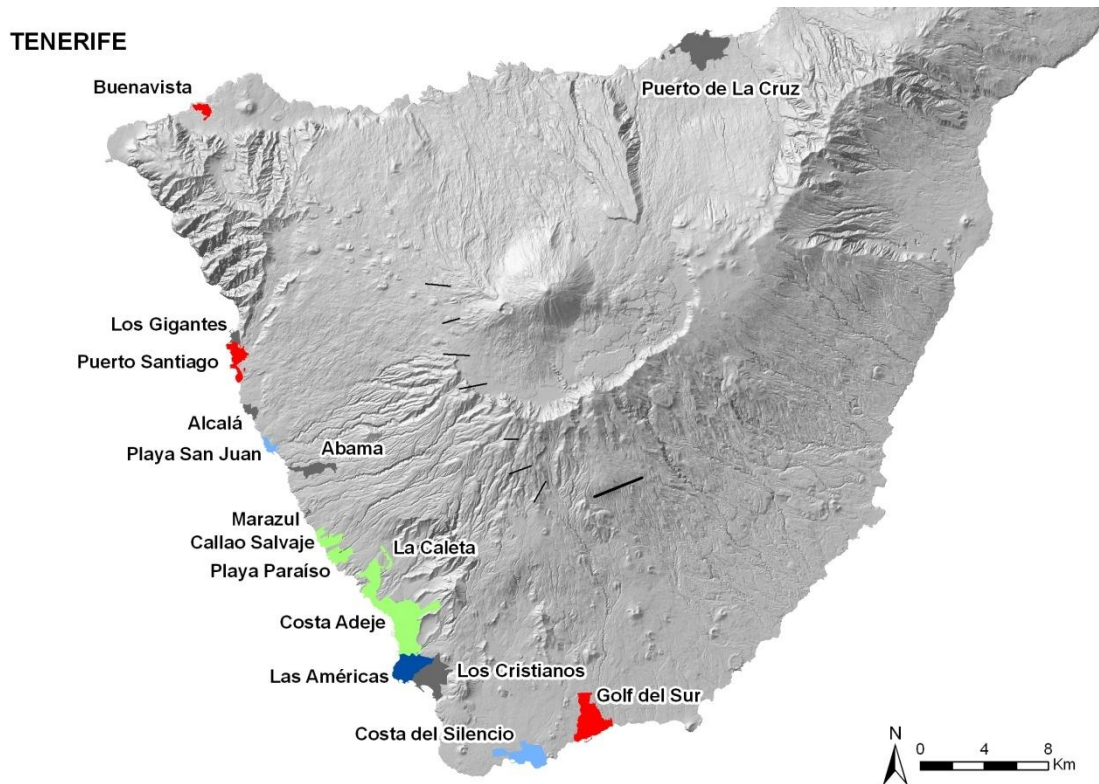 TENERIFE
Buenavista
Puerto de La Cruz
Los Gigantes
Puerto Santiago
Alcalá
Playa San Juan
Abama
Marazul
Callao Salvaje
La Caleta
Playa Paraíso
Costa Adeje
Las Américas
Los Cristianos
Golf del Sur
Costa del Silencio
N
0 4 8
Km